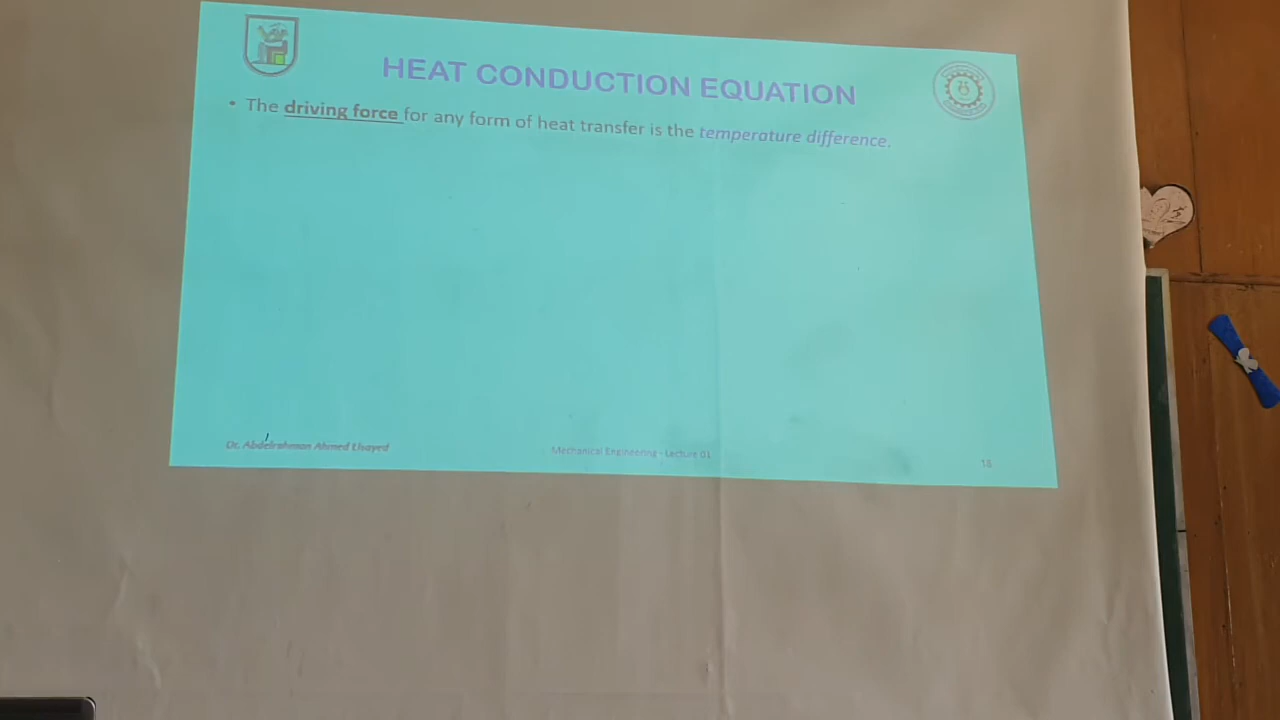 HEAT CONDUCTION EQUATION
• The driving force for any form of heat transfer is the temperature difference.
Dr. Abdelrahman Ahmed Elsayed
Mechanical Engineering - Lecture 01
18